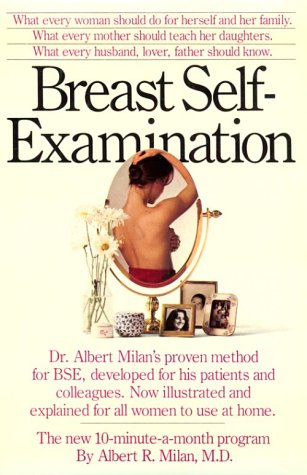 What every woman should do for herself and her family.
What every mother should teach her daughters.
What every husband, lover, father should know.
Breast Self-
Examination
Dr. Albert Milan's proven method
for BSE, developed for his patients and
colleagues. Now illustrated and
explained for all women to use at home.
The new 10-minute-a-month program
By Albert R. Milan, M.D.